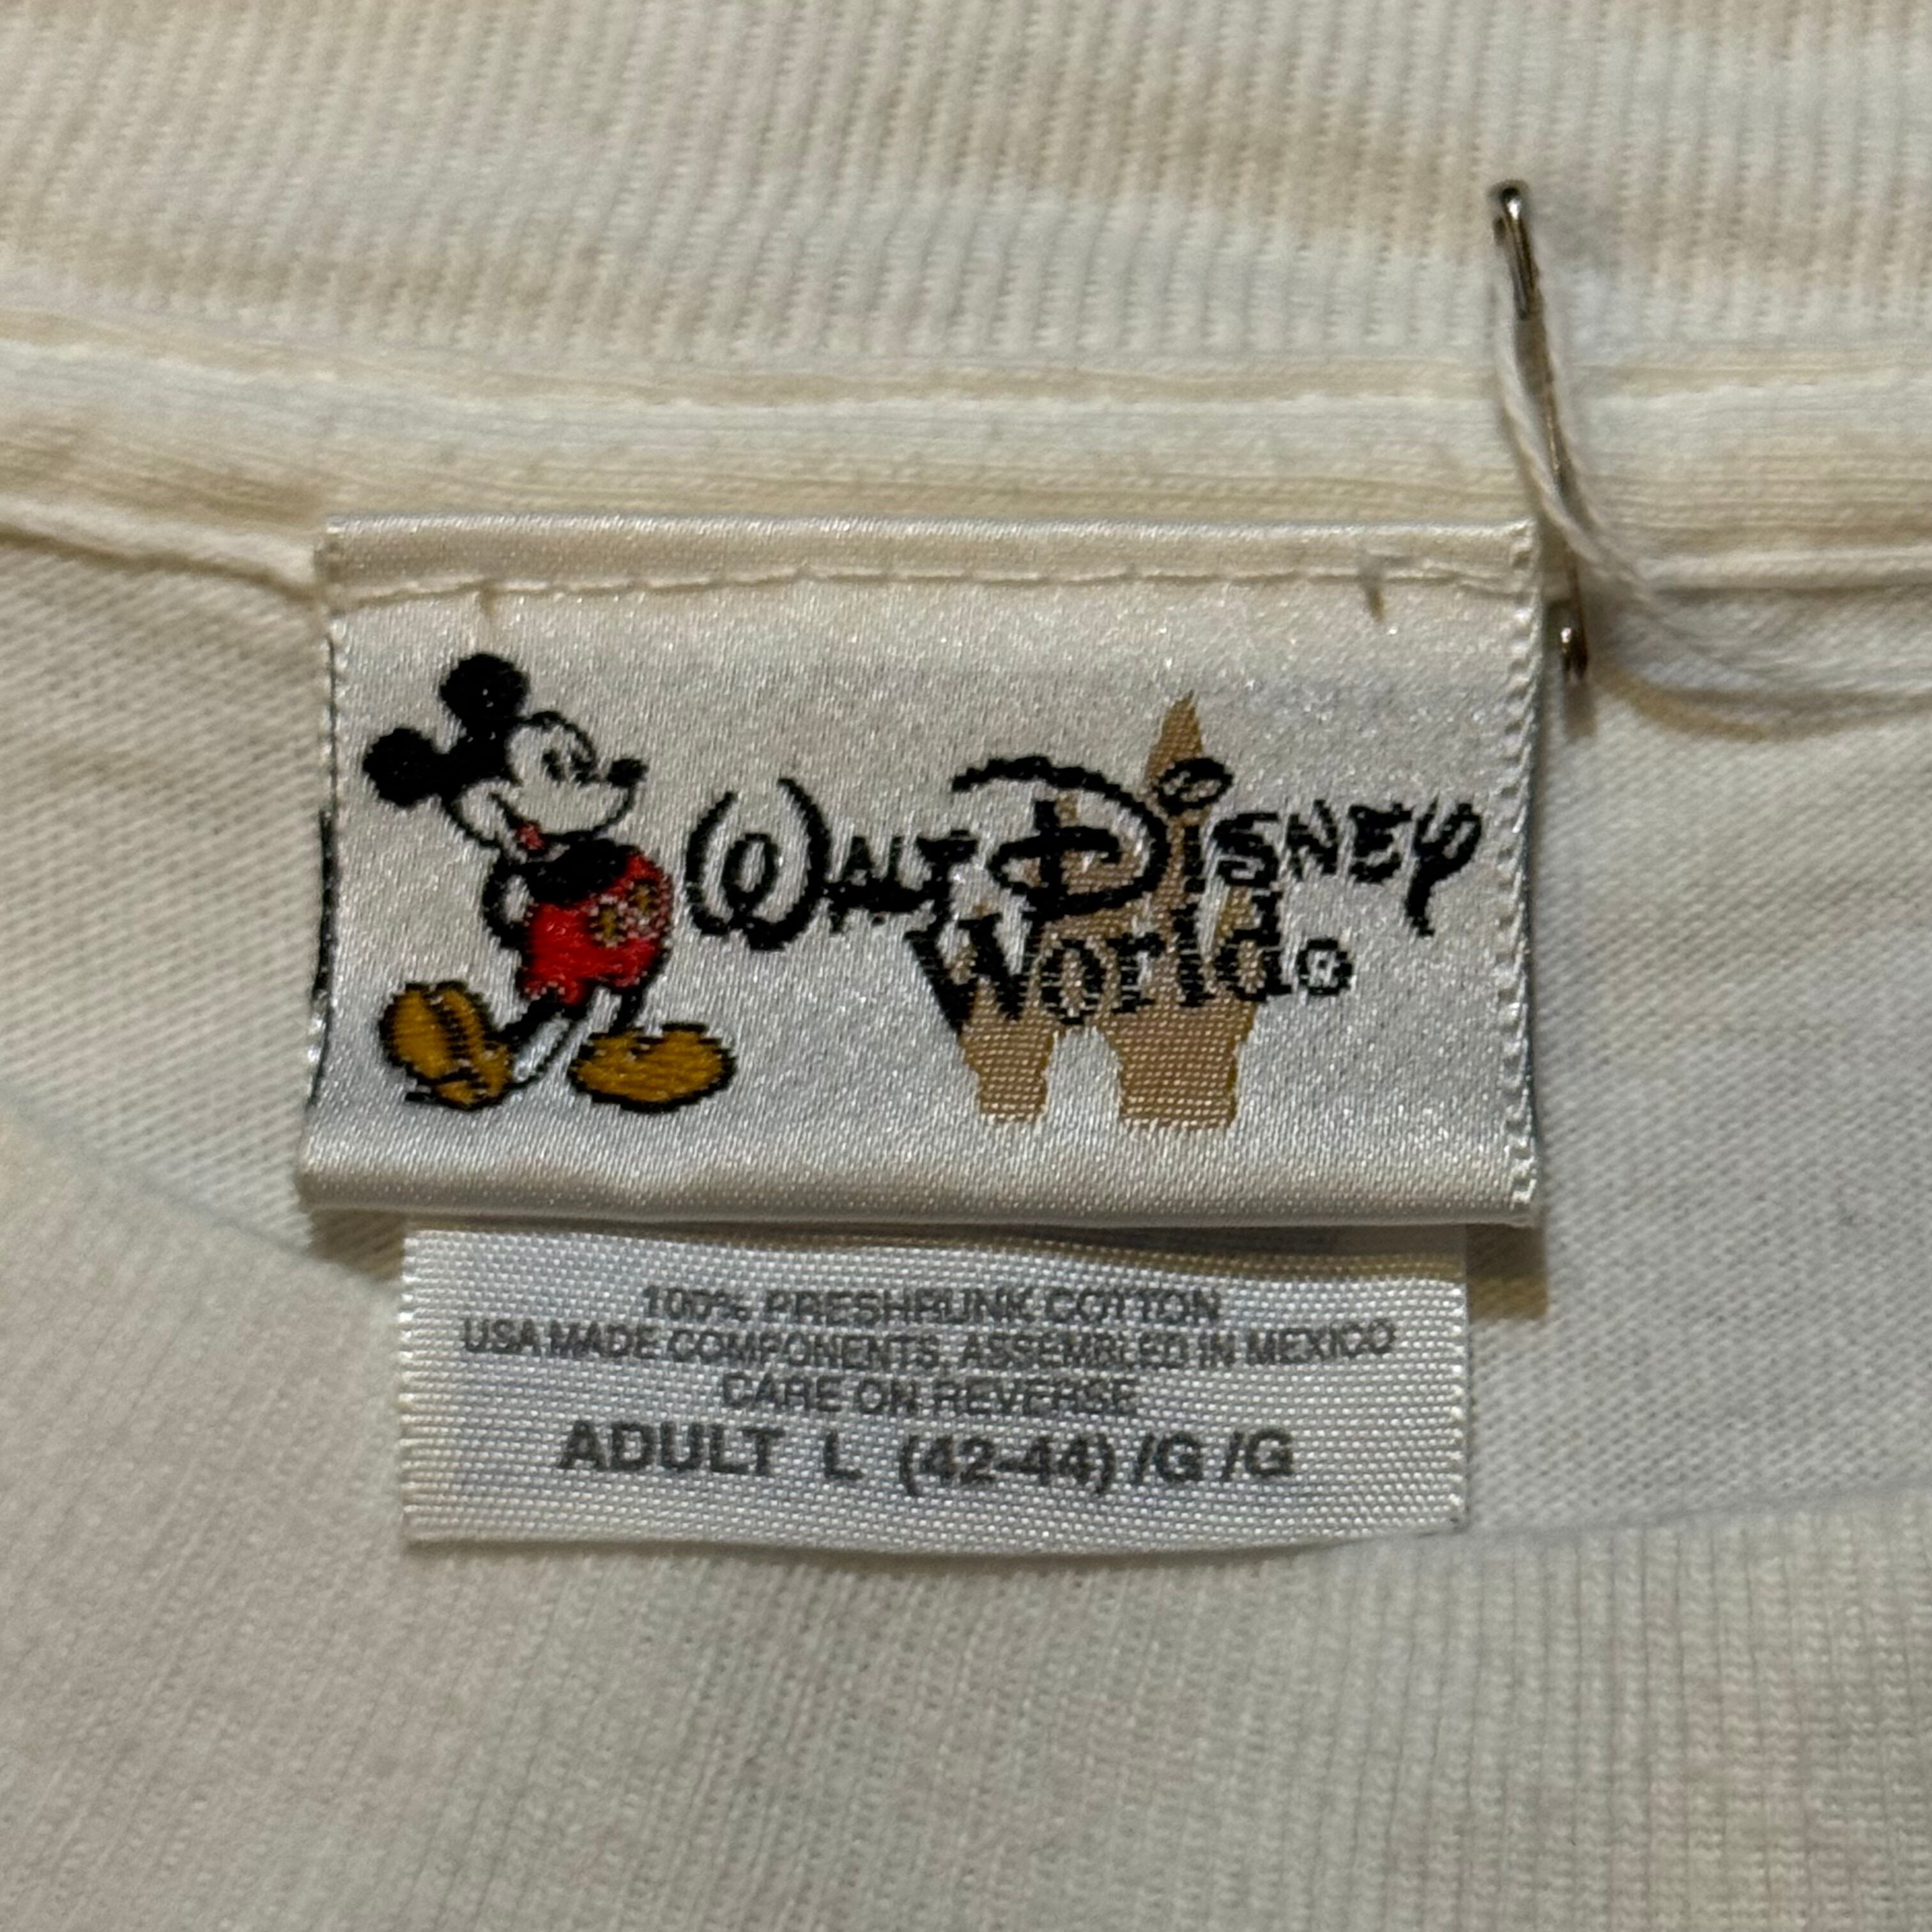 WALT DISNEY
World®
100% PRESHRUNK COTTON
USA MADE COMPONENTS, ASSEMBLED IN MEXICO
CARE ON REVERSE
ADULT L (42-44) /G /G